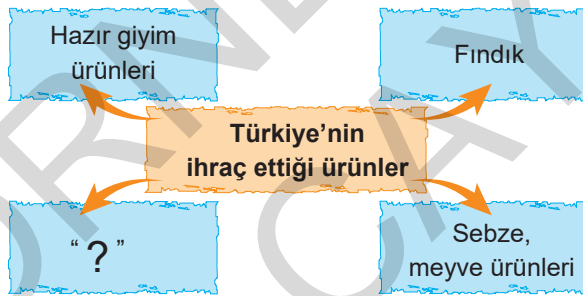 Hazır giyim
ürünleri
Fındık
Türkiye’nin
ihraç ettiği ürünler
“ ? ”
Sebze,
meyve ürünleri